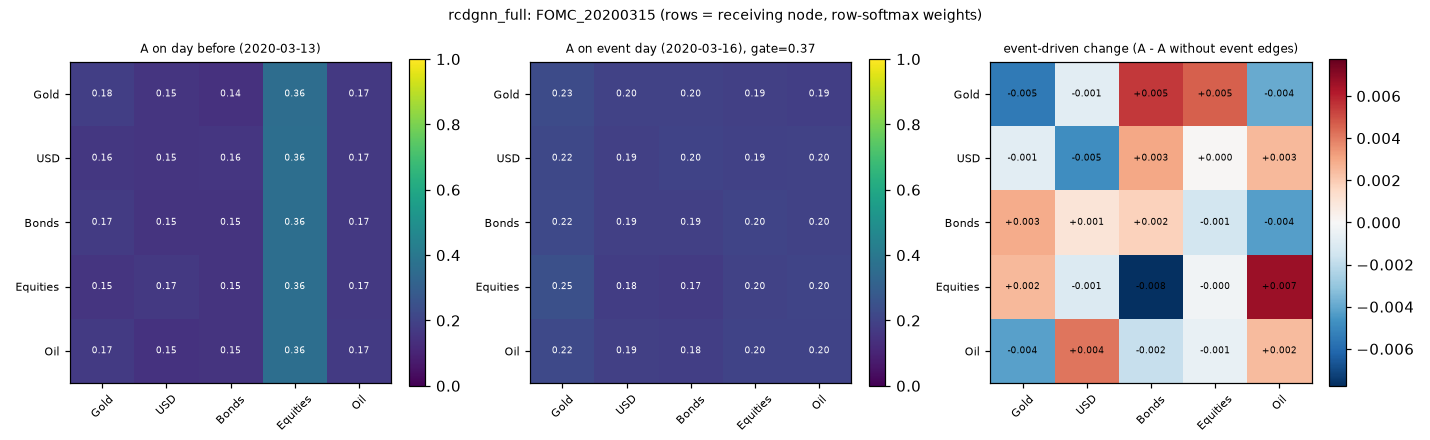 rcdgnn_full: FOMC_20200315 (rows = receiving node, row-softmax weights)
A on day before (2020-03-13)
Gold 0.18 0.15 0.14 0.36 0.17
USD 0.16 0.15 0.16 0.36 0.17
Bonds 0.17 0.15 0.15 0.36 0.17
Equities 0.15 0.17 0.15 0.36 0.17
Oil 0.17 0.15 0.15 0.36 0.17
Gold USD Bonds Equities Oil
1.0
0.8
0.6
0.4
0.2
0.0
A on event day (2020-03-16), gate=0.37
Gold 0.23 0.20 0.20 0.19 0.19
USD 0.22 0.19 0.20 0.19 0.20
Bonds 0.22 0.19 0.19 0.20 0.20
Equities 0.25 0.18 0.17 0.20 0.20
Oil 0.22 0.19 0.18 0.20 0.20
Gold USD Bonds Equities Oil
1.0
0.8
0.6
0.4
0.2
0.0
event-driven change (A - A without event edges)
Gold -0.005 -0.001 +0.005 +0.005 -0.004
USD -0.001 -0.005 +0.003 +0.000 +0.003
Bonds +0.003 +0.001 +0.002 -0.001 -0.004
Equities +0.002 -0.001 -0.008 -0.000 +0.007
Oil -0.004 +0.004 -0.002 -0.001 +0.002
Gold USD Bonds Equities Oil
0.006
0.004
0.002
0.000
−0.002
−0.004
−0.006